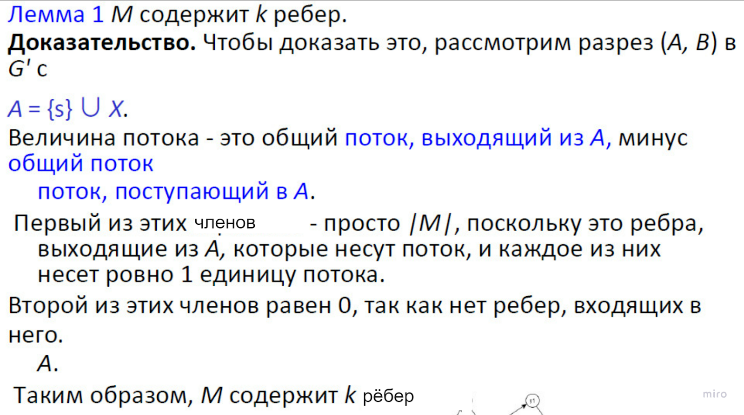 Лемма 1 M содержит k ребер.
Доказательство. Чтобы доказать это, рассмотрим разрез (A, B) в
G' с
A = {s} ∪ X.
Величина потока - это общий поток, выходящий из A, минус
общий поток
поток, поступающий в A.
Первый из этих членов - просто |M|, поскольку это ребра,
выходящие из A, которые несут поток, и каждое из них
несет ровно 1 единицу потока.
Второй из этих членов равен 0, так как нет ребер, входящих в
него.
A.
Таким образом, M содержит k рёбер
miro